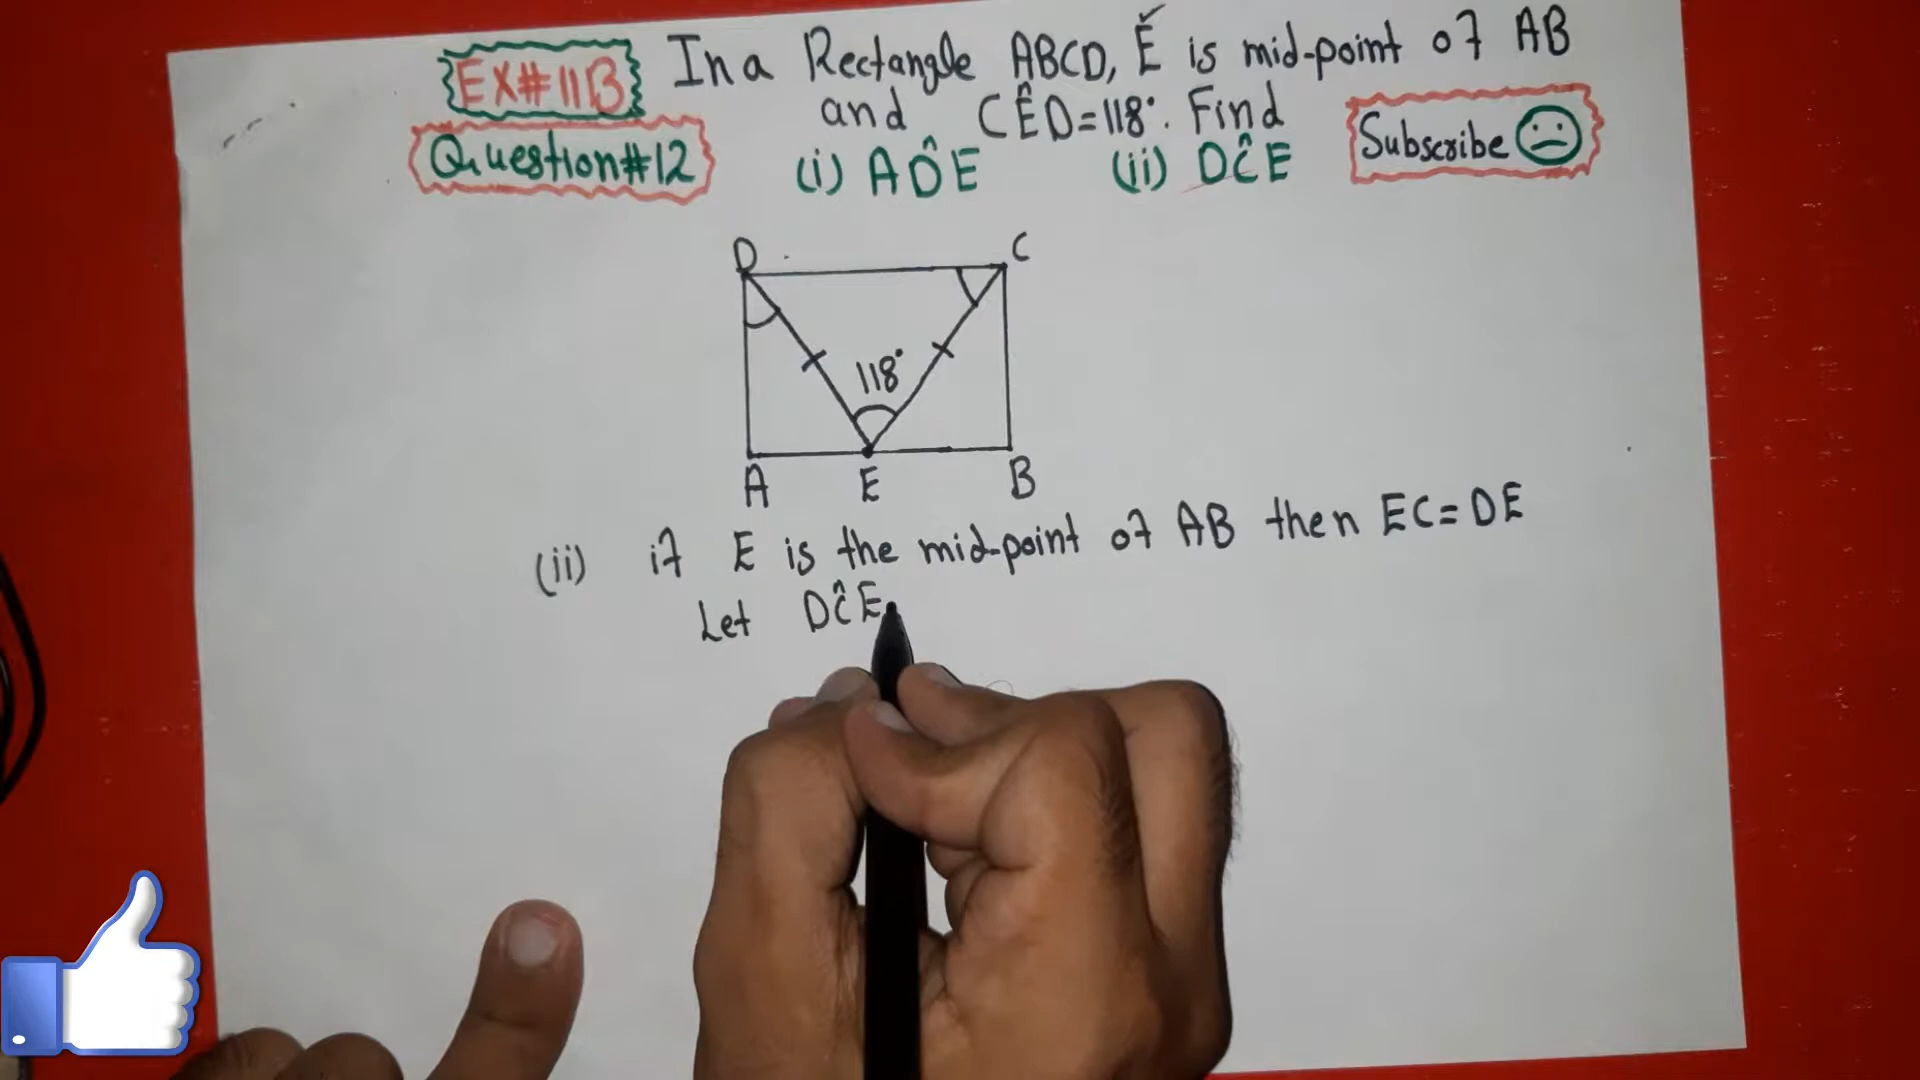 EX#11B
Question#12
In a Rectangle ABCD, E is mid-point of AB
and CÊD=118°. Find
(i) AD̂E (ii) DĈE
Subscribe
D C
118°
A E B
(ii) if E is the mid-point of AB then EC=DE
Let DĈE